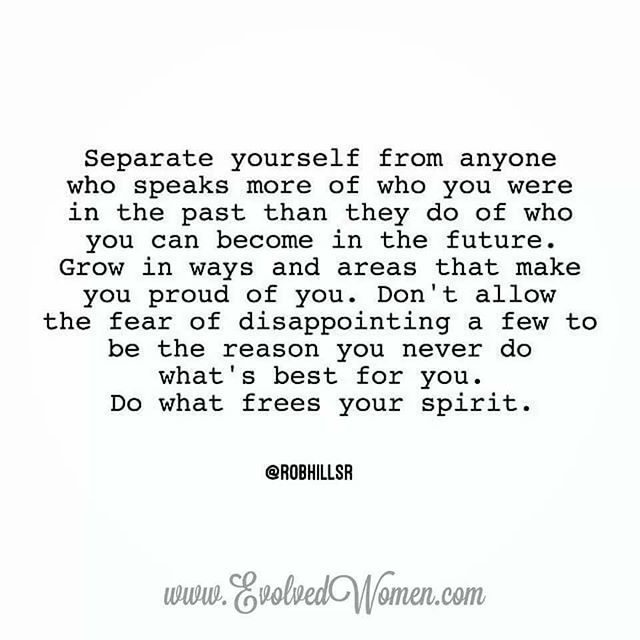 Separate yourself from anyone
who speaks more of who you were
in the past than they do of who
you can become in the future.
Grow in ways and areas that make
you proud of you. Don't allow
the fear of disappointing a few to
be the reason you never do
what's best for you.
Do what frees your spirit.
@ROBHILLSR
www.EvolvedWomen.com